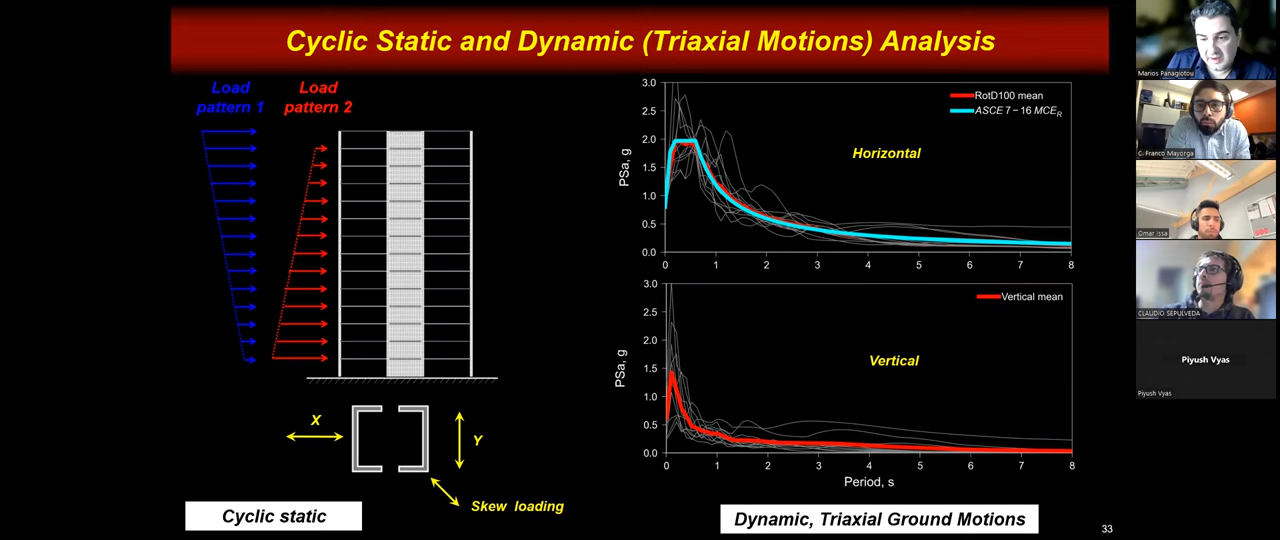 Cyclic Static and Dynamic (Triaxial Motions) Analysis
Load
pattern 1
Load
pattern 2
X
Y
Skew loading
Cyclic static
3.0
2.5
2.0
1.5
1.0
0.5
0.0
PSa, g
RotD100 mean
ASCE 7 − 16 MCER
Horizontal
0 1 2 3 4 5 6 7 8
3.0
2.5
2.0
1.5
1.0
0.5
0.0
PSa, g
Vertical mean
Vertical
0 1 2 3 4 5 6 7 8
Period, s
Dynamic, Triaxial Ground Motions
33
Marios Panagiotou
C. Franco Mayorga
Omar Issa
CLAUDIO SEPULVEDA
Piyush Vyas
Piyush Vyas